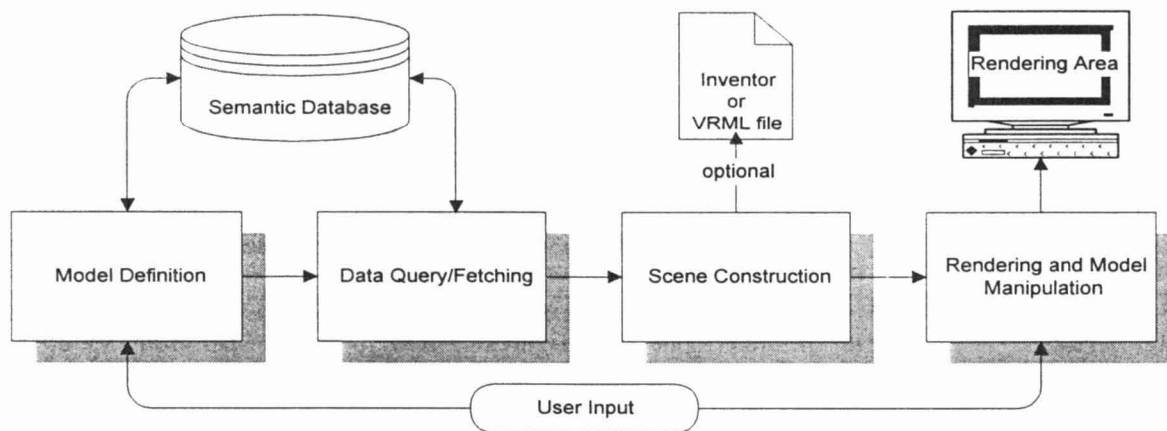 Semantic Database
Inventor
or
VRML file
Rendering Area
optional
Model Definition
Data Query/Fetching
Scene Construction
Rendering and Model
Manipulation
User Input